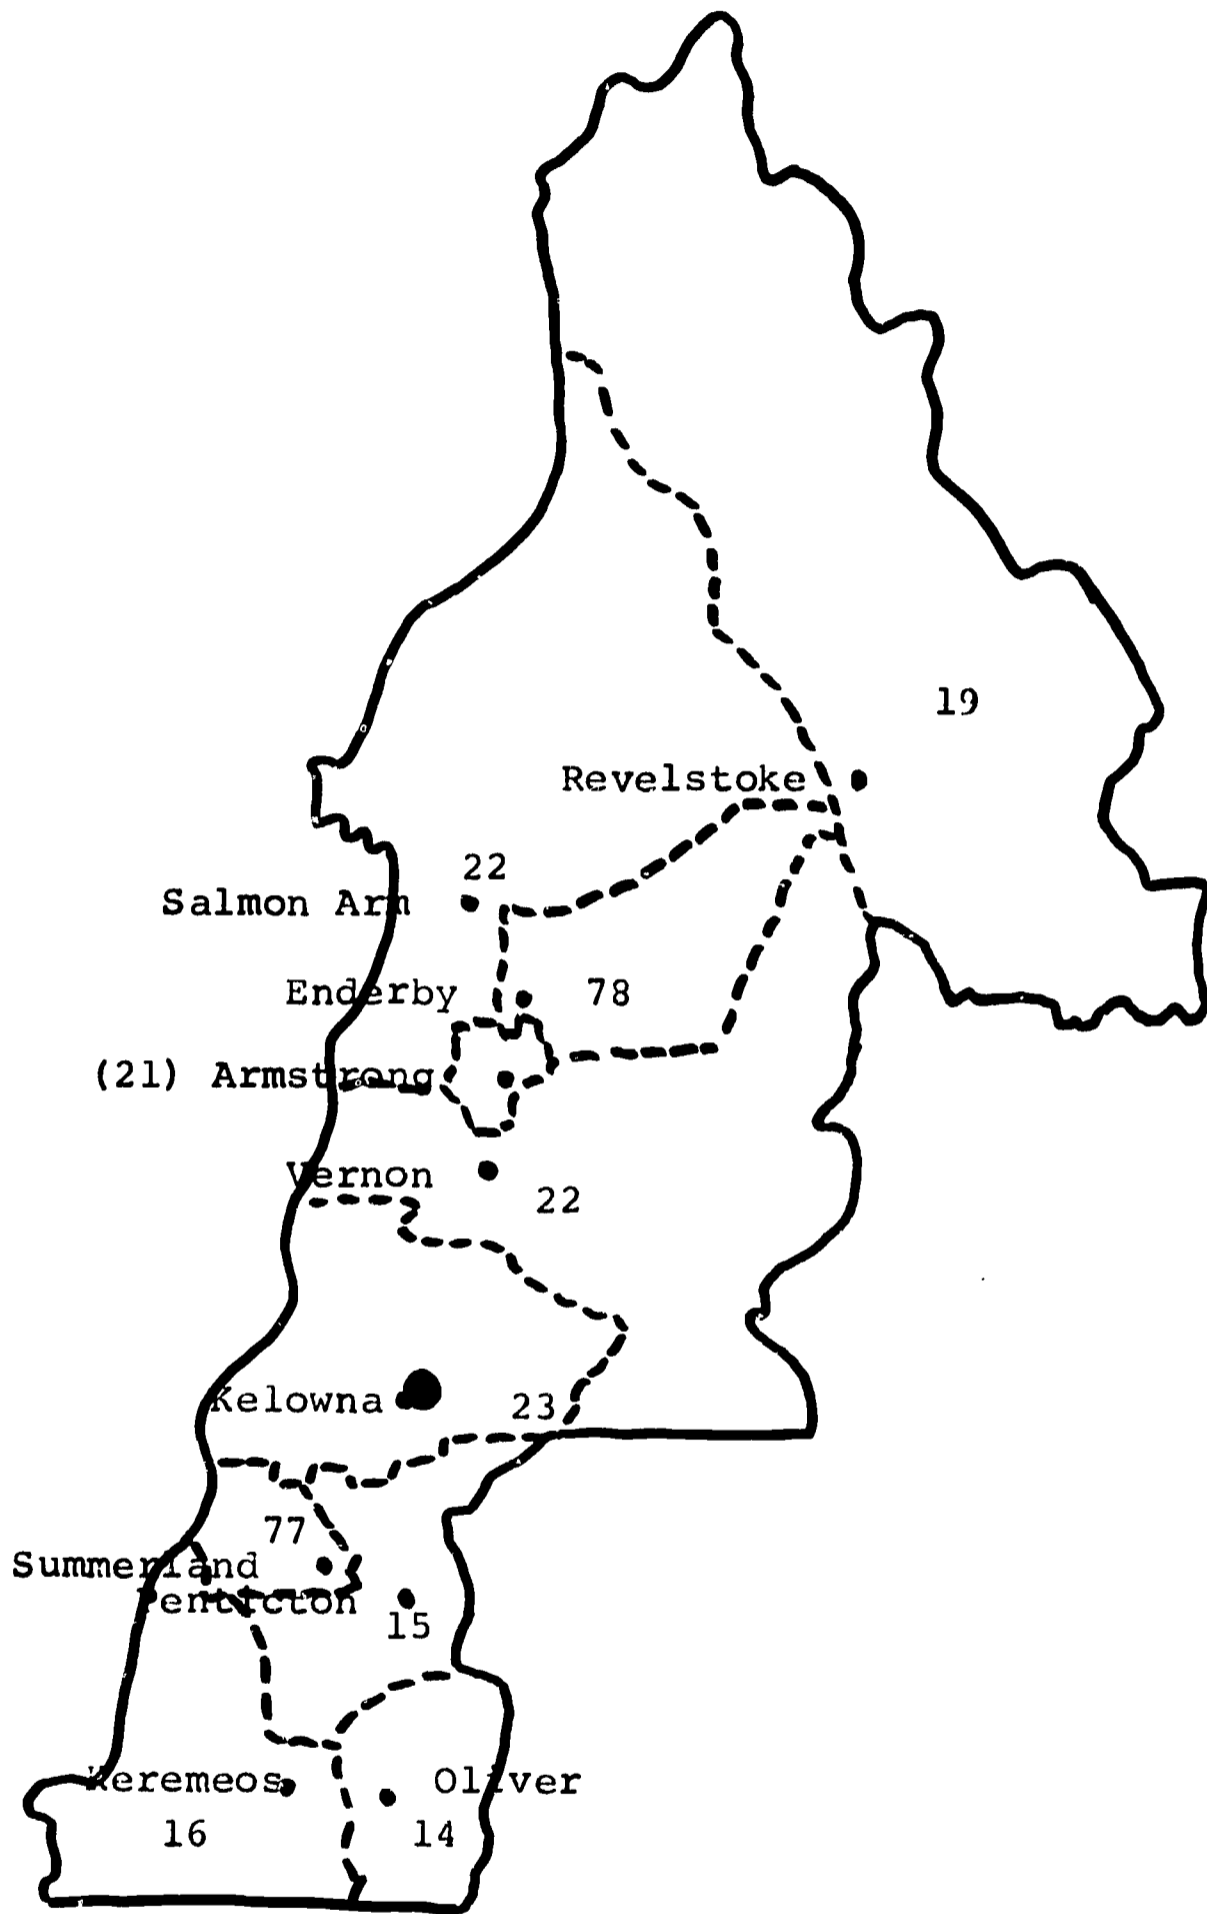 19
Revelstoke
22
Salmon Arm
Enderby 78
(21) Armstrong
Vernon
22
Kelowna 23
77
Summerland
Penticton
15
Keremeos Oliver
16 14